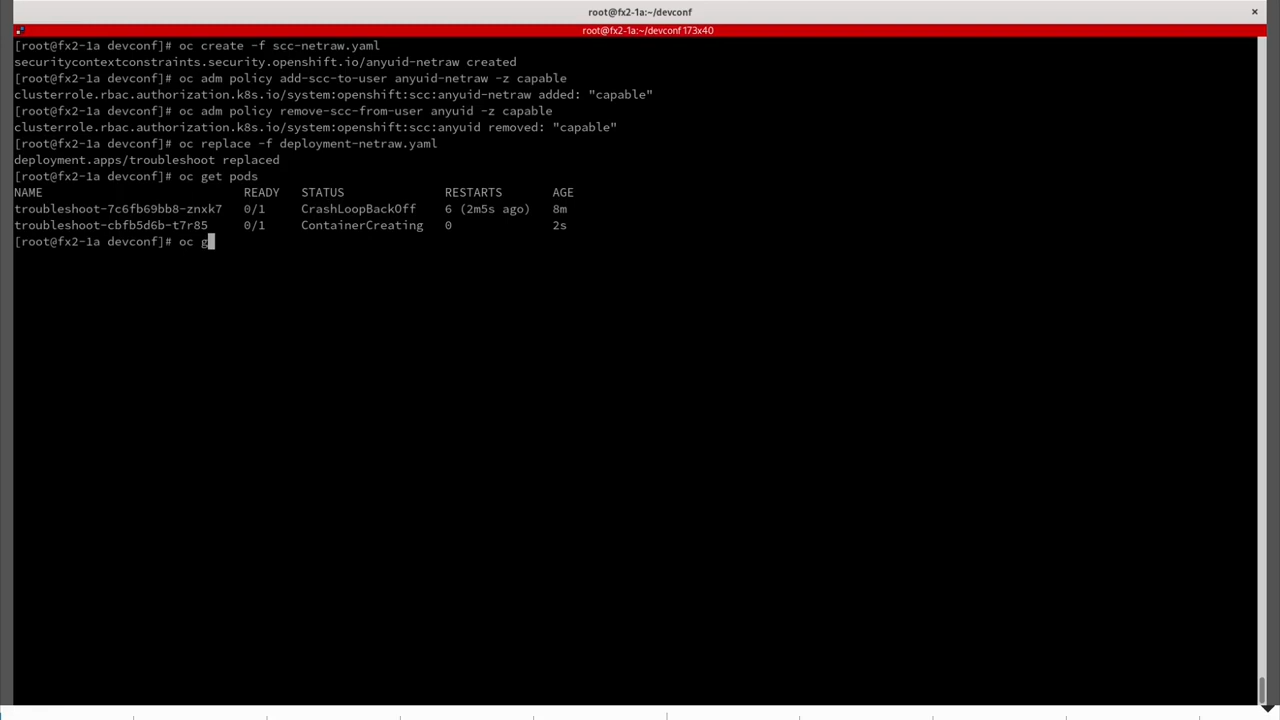 root@fx2-1a:~/devconf
×
root@fx2-1a:~/devconf 173x40
[root@fx2-1a devconf]# oc create -f scc-netraw.yaml
securitycontextconstraints.security.openshift.io/anyuid-netraw created
[root@fx2-1a devconf]# oc adm policy add-scc-to-user anyuid-netraw -z capable
clusterrole.rbac.authorization.k8s.io/system:openshift:scc:anyuid-netraw added: "capable"
[root@fx2-1a devconf]# oc adm policy remove-scc-from-user anyuid -z capable
clusterrole.rbac.authorization.k8s.io/system:openshift:scc:anyuid removed: "capable"
[root@fx2-1a devconf]# oc replace -f deployment-netraw.yaml
deployment.apps/troubleshoot replaced
[root@fx2-1a devconf]# oc get pods
NAME READY STATUS RESTARTS AGE
troubleshoot-7c6fb69bb8-znxk7 0/1 CrashLoopBackOff 6 (2m5s ago) 8m
troubleshoot-cbfb5d6b-t7r85 0/1 ContainerCreating 0 2s
[root@fx2-1a devconf]# oc g